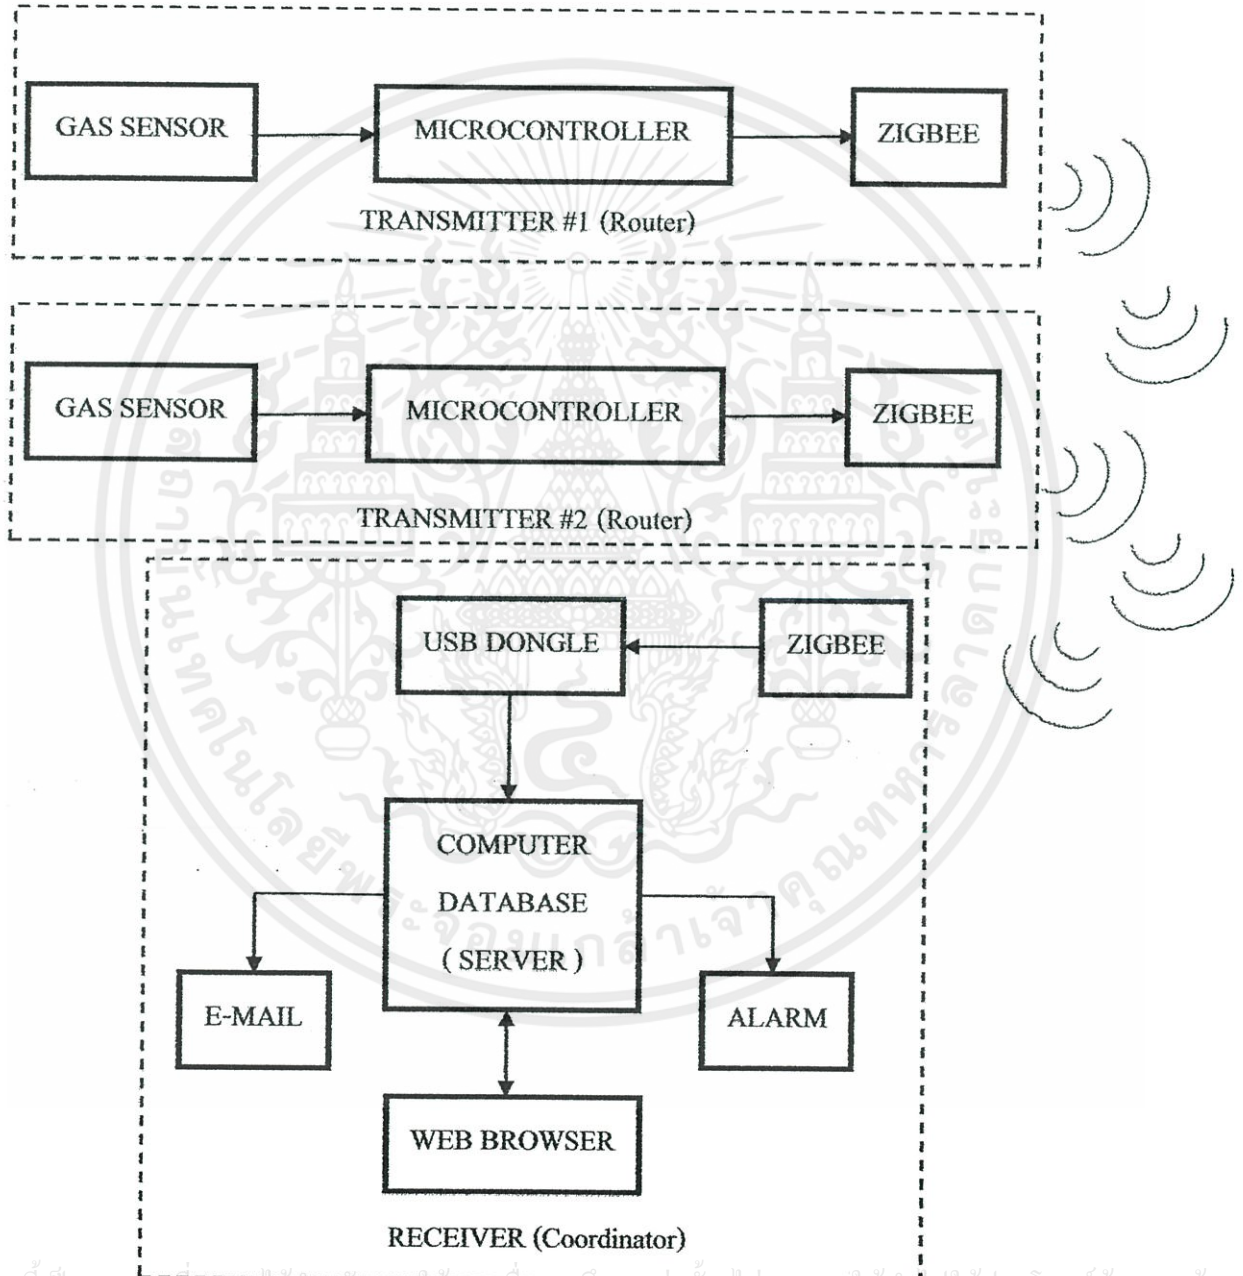 GAS SENSOR
MICROCONTROLLER
ZIGBEE
TRANSMITTER #1 (Router)
GAS SENSOR
MICROCONTROLLER
ZIGBEE
TRANSMITTER #2 (Router)
USB DONGLE
ZIGBEE
COMPUTER
DATABASE
( SERVER )
E-MAIL
ALARM
WEB BROWSER
RECEIVER (Coordinator)